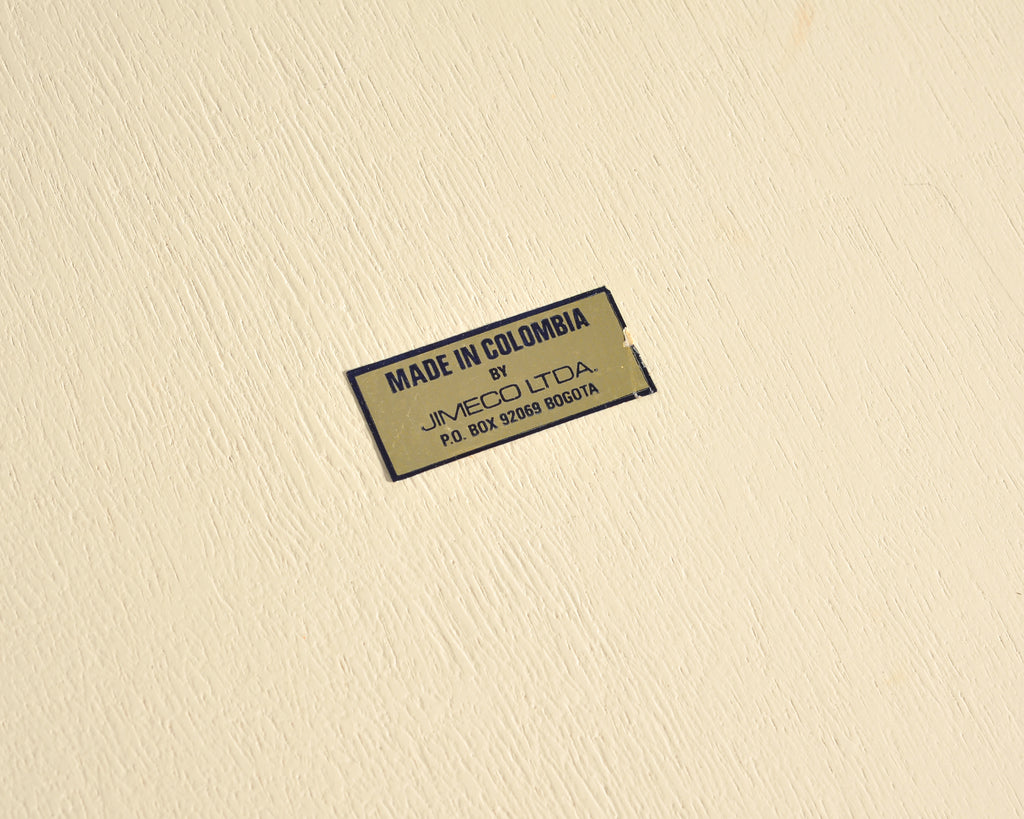 MADE IN COLOMBIA
BY
JIMECO LTDA.
P.O. BOX 92069 BOGOTA